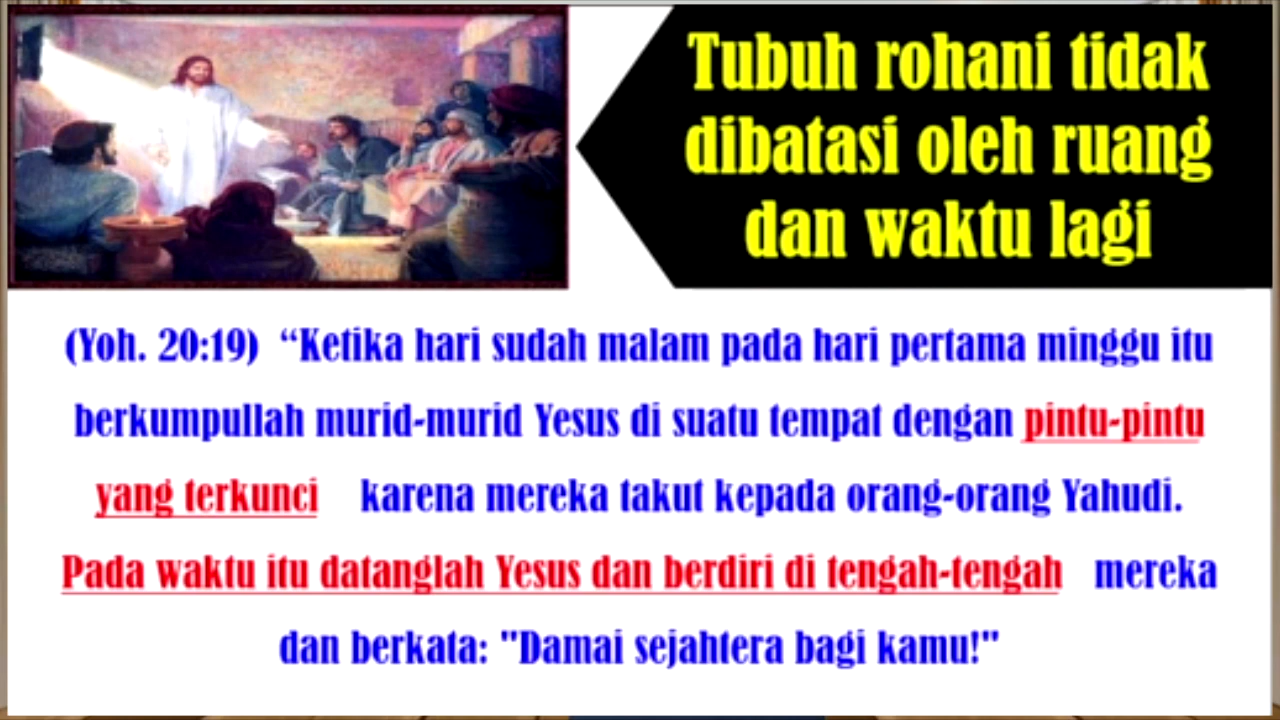 Tubuh rohani tidak
dibatasi oleh ruang
dan waktu lagi
(Yoh. 20:19) “Ketika hari sudah malam pada hari pertama minggu itu
berkumpullah murid-murid Yesus di suatu tempat dengan pintu-pintu
yang terkunci karena mereka takut kepada orang-orang Yahudi.
Pada waktu itu datanglah Yesus dan berdiri di tengah-tengah mereka
dan berkata: "Damai sejahtera bagi kamu!"